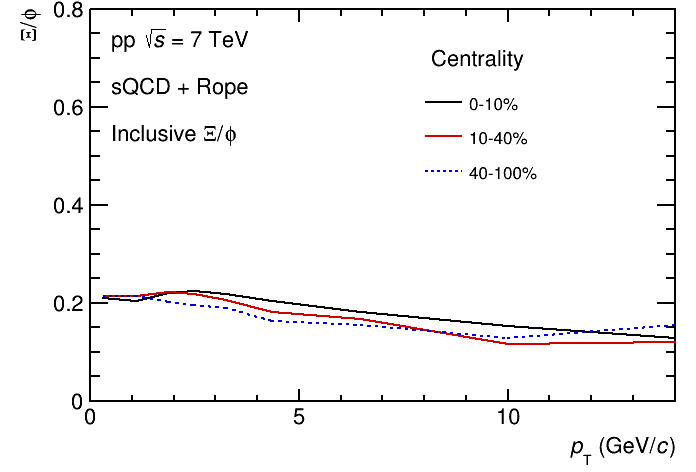 Ξ/φ
0.8
0.6
0.4
0.2
0
pp √s = 7 TeV
sQCD + Rope
Inclusive Ξ/φ
Centrality
0-10%
10-40%
40-100%
0 5 10
p_T (GeV/c)